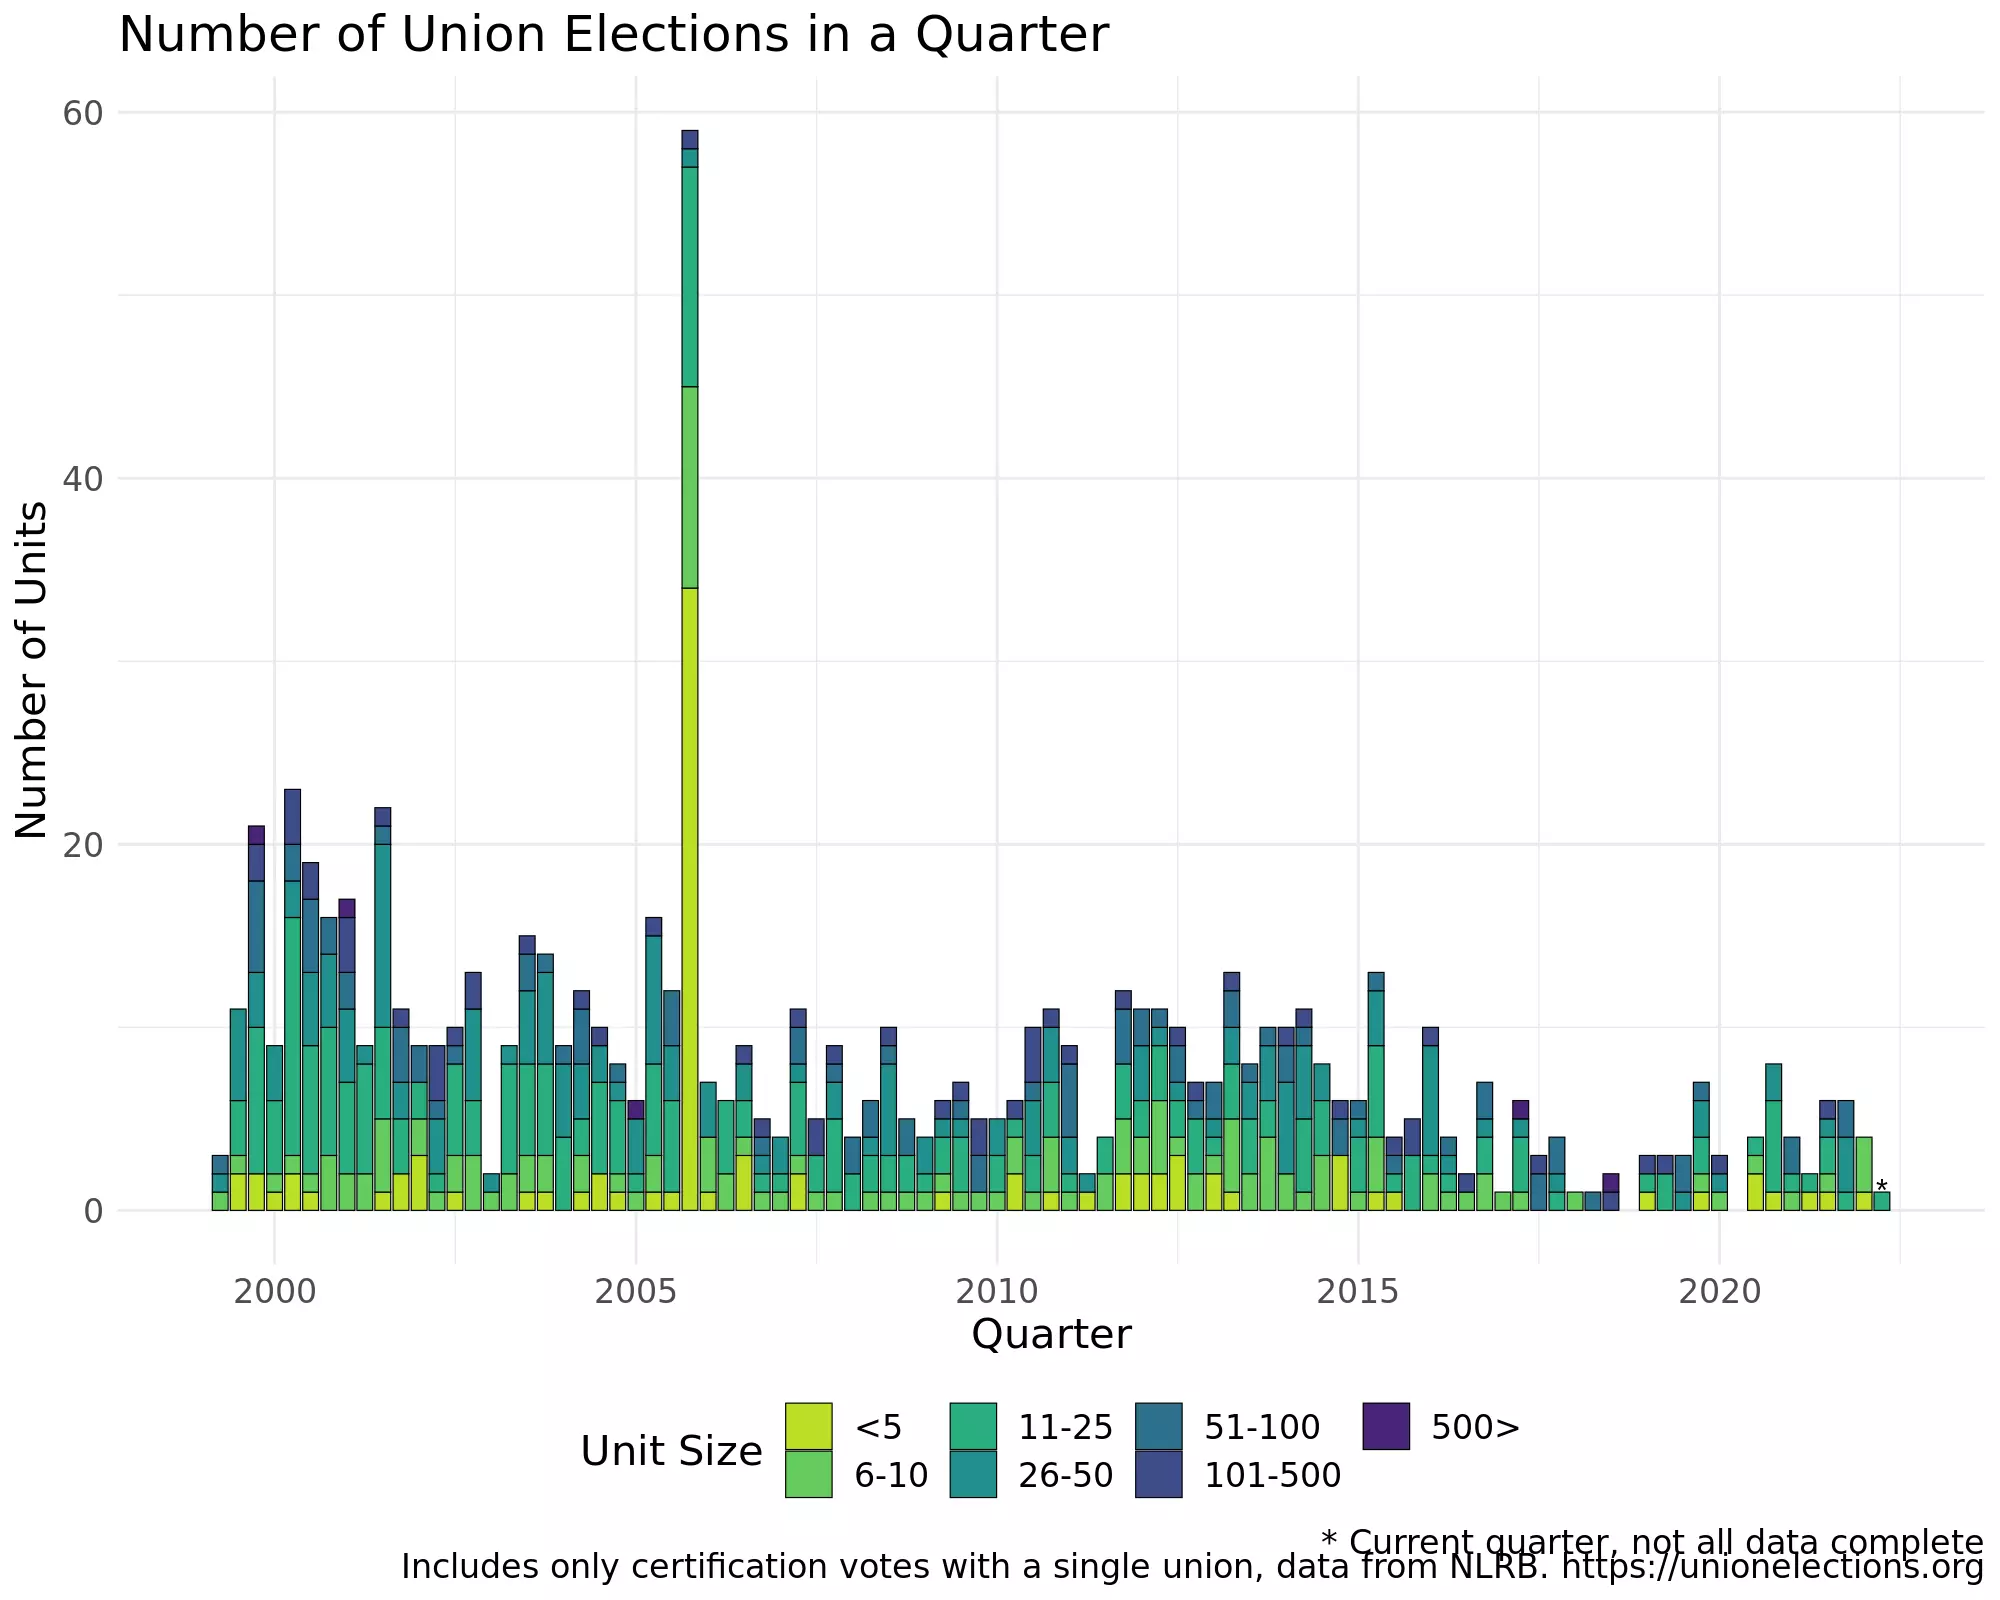 Number of Union Elections in a Quarter
60
40
20
0
Number of Units
2000 2005 2010 2015 2020
Quarter
Unit Size
<5 11-25 51-100 500>
6-10 26-50 101-500
*
* Current quarter, not all data complete
Includes only certification votes with a single union, data from NLRB. https://unionelections.org